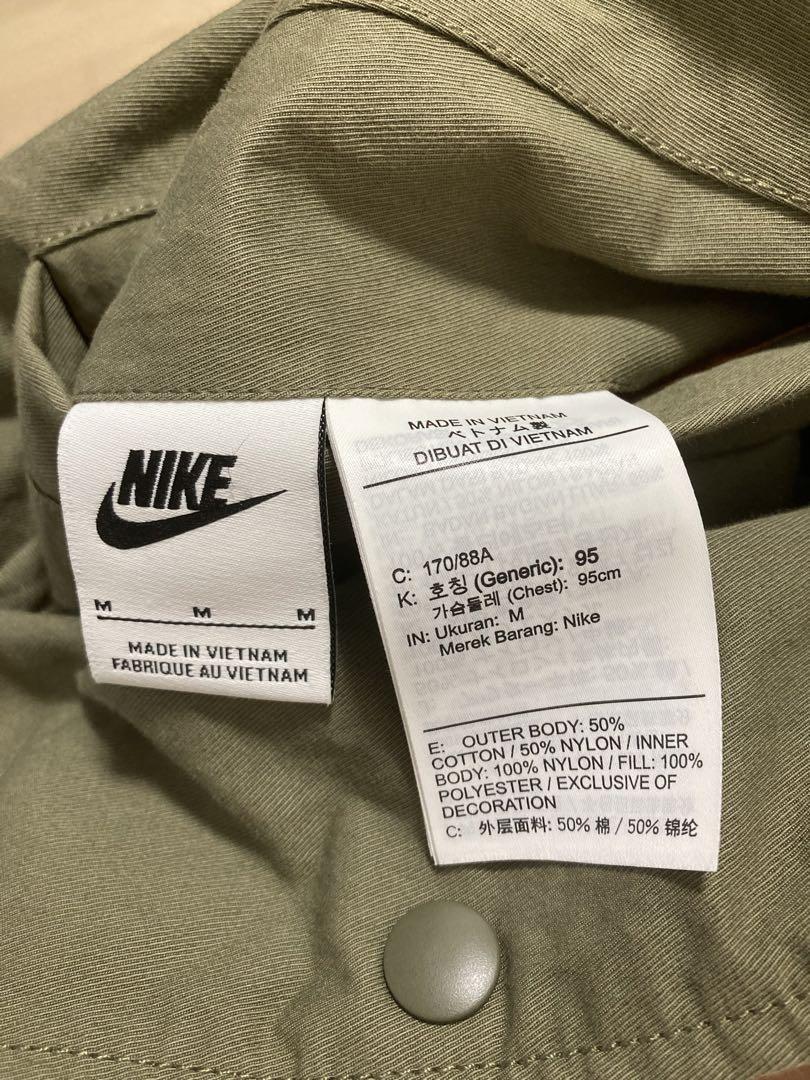 NIKE
M M M
MADE IN VIETNAM
FABRIQUE AU VIETNAM
MADE IN VIETNAM
ベトナム製
DIBUAT DI VIETNAM
C: 170/88A
K: 호칭 (Generic): 95
가슴둘레 (Chest): 95cm
IN: Ukuran: M
Merek Barang: Nike
E: OUTER BODY: 50%
COTTON / 50% NYLON / INNER
BODY: 100% NYLON / FILL: 100%
POLYESTER / EXCLUSIVE OF
DECORATION
C: 外层面料: 50% 棉 / 50% 锦纶